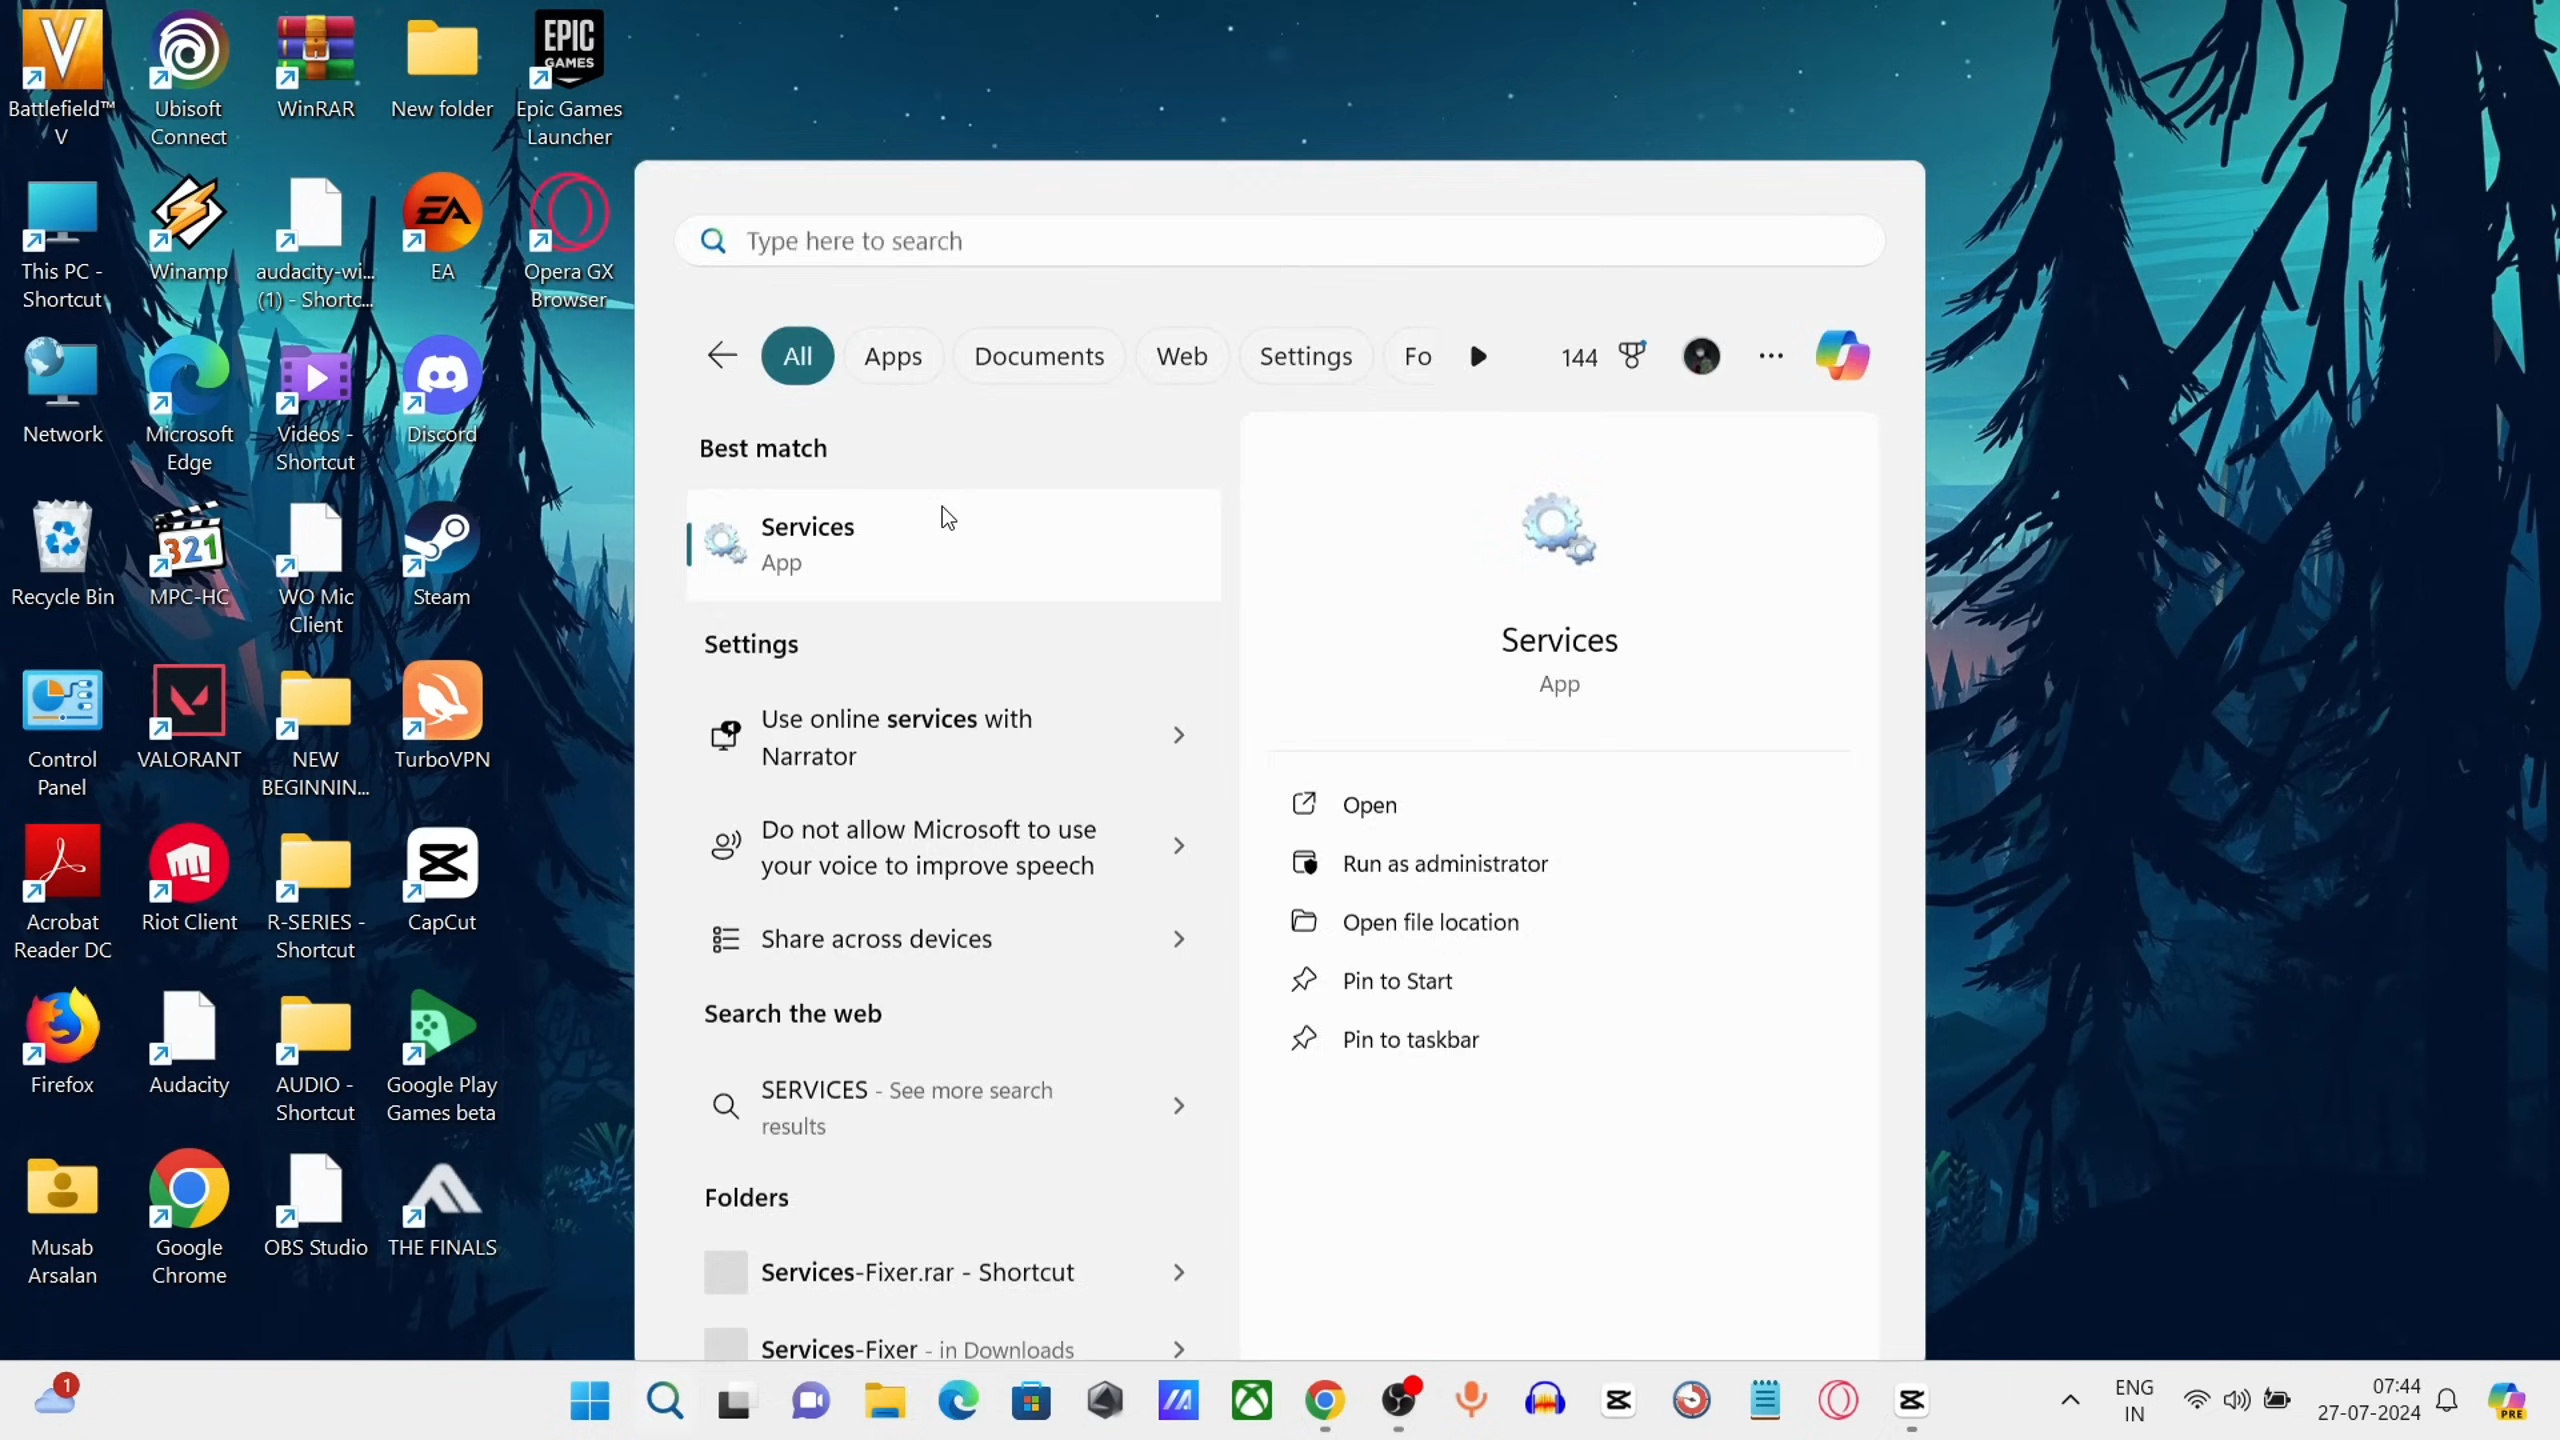 Battlefield™
V
Ubisoft
Connect
WinRAR
New folder
EPIC
GAMES
Epic Games
Launcher
This PC -
Shortcut
Winamp
audacity-wi...
(1) - Shortc...
EA
EA
Opera GX
Browser
Network
Microsoft
Edge
Videos -
Shortcut
Discord
Recycle Bin
321
MPC-HC
WO Mic
Client
Steam
Control
Panel
VALORANT
NEW
BEGINNIN...
TurboVPN
Acrobat
Reader DC
Riot Client
R-SERIES -
Shortcut
CapCut
Firefox
Audacity
AUDIO -
Shortcut
Google Play
Games beta
Musab
Arsalan
Google
Chrome
OBS Studio
THE FINALS
Type here to search
All
Apps
Documents
Web
Settings
Fo
144
Best match
Services
App
Settings
Use online services with
Narrator
Do not allow Microsoft to use
your voice to improve speech
Share across devices
Search the web
SERVICES - See more search
results
Folders
Services-Fixer.rar - Shortcut
Services-Fixer - in Downloads
Services
App
Open
Run as administrator
Open file location
Pin to Start
Pin to taskbar
1
ENG
IN
07:44
27-07-2024
PRE